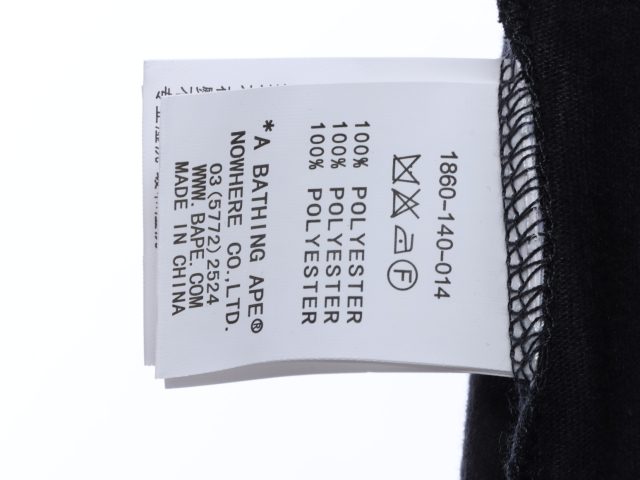 1860-140-014
F
100% POLYESTER
100% POLYESTER
100% POLYESTER
*A BATHING APE®
NOWHERE CO.,LTD.
03(5772)2524
WWW.BAPE.COM
MADE IN CHINA